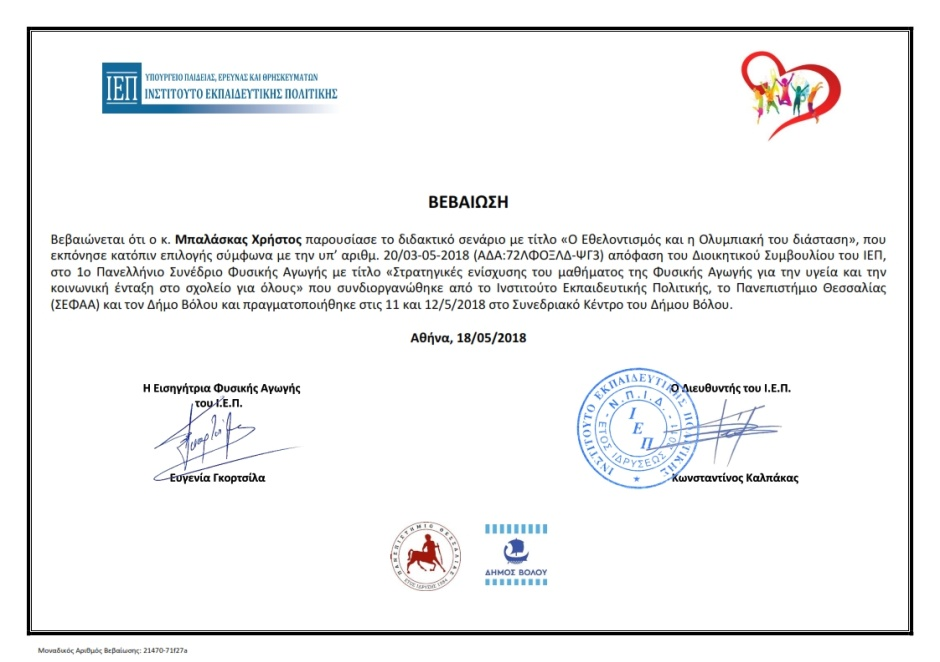 ΙΕΠ
ΥΠΟΥΡΓΕΙΟ ΠΑΙΔΕΙΑΣ, ΕΡΕΥΝΑΣ ΚΑΙ ΘΡΗΣΚΕΥΜΑΤΩΝ
ΙΝΣΤΙΤΟΥΤΟ ΕΚΠΑΙΔΕΥΤΙΚΗΣ ΠΟΛΙΤΙΚΗΣ
ΒΕΒΑΙΩΣΗ
Βεβαιώνεται ότι ο κ. Μπαλάσκας Χρήστος παρουσίασε το διδακτικό σενάριο με τίτλο «Ο Εθελοντισμός και η Ολυμπιακή του διάσταση», που
εκπόνησε κατόπιν επιλογής σύμφωνα με την υπ’ αριθμ. 20/03-05-2018 (ΑΔΑ:72ΛΦΟΞΛΔ-ΨΓ3) απόφαση του Διοικητικού Συμβουλίου του ΙΕΠ,
στο 1ο Πανελλήνιο Συνέδριο Φυσικής Αγωγής με τίτλο «Στρατηγικές ενίσχυσης του μαθήματος της Φυσικής Αγωγής για την υγεία και την
κοινωνική ένταξη στο σχολείο για όλους» που συνδιοργανώθηκε από το Ινστιτούτο Εκπαιδευτικής Πολιτικής, το Πανεπιστήμιο Θεσσαλίας
(ΣΕΦΑΑ) και τον Δήμο Βόλου και πραγματοποιήθηκε στις 11 και 12/5/2018 στο Συνεδριακό Κέντρο του Δήμου Βόλου.
Αθήνα, 18/05/2018
Η Εισηγήτρια Φυσικής Αγωγής
του Ι.Ε.Π.
Ευγενία Γκορτσίλα
Ο Διευθυντής του Ι.Ε.Π.
Κωνσταντίνος Καλπάκας
ΙΝΣΤΙΤΟΥΤΟ ΕΚΠΑΙΔΕΥΤΙΚΗΣ ΠΟΛΙΤΙΚΗΣ
Ν.Π.Ι.Δ.
ΕΤΟΣ ΙΔΡΥΣΕΩΣ 2011
Ι
Ε
Π
ΠΑΝΕΠΙΣΤΗΜΙΟ ΘΕΣΣΑΛΙΑΣ
ΕΤΟΣ ΙΔΡΥΣΗΣ 1984
ΔΗΜΟΣ ΒΟΛΟΥ
Μοναδικός Αριθμός Βεβαίωσης: 21470-71f27a